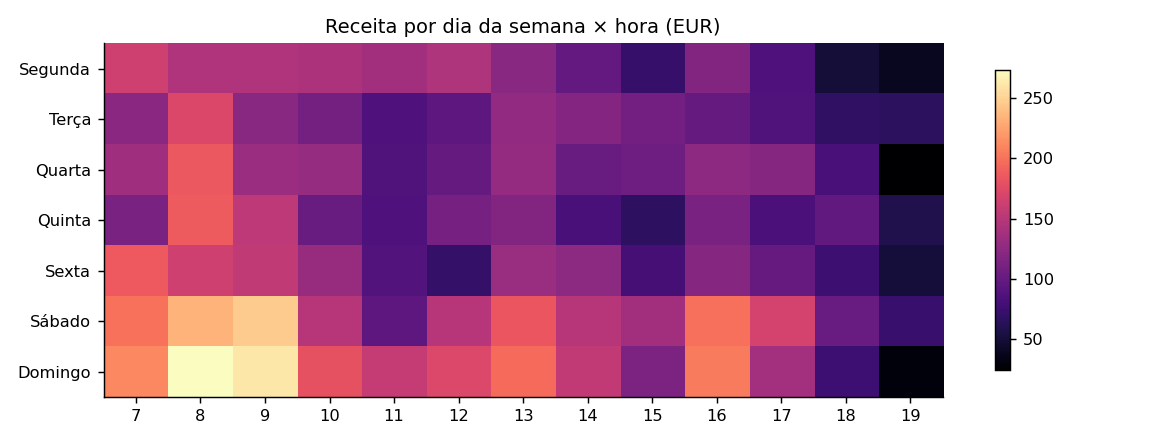 Receita por dia da semana × hora (EUR)
Segunda
Terça
Quarta
Quinta
Sexta
Sábado
Domingo
7 8 9 10 11 12 13 14 15 16 17 18 19
250
200
150
100
50